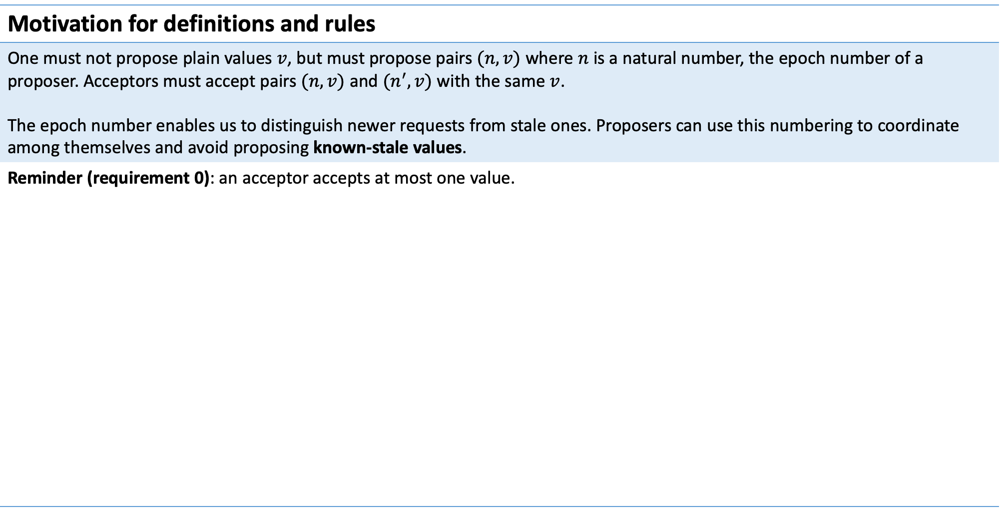 Motivation for definitions and rules
One must not propose plain values 𝑣, but must propose pairs (𝑛, 𝑣) where 𝑛 is a natural number, the epoch number of a
proposer. Acceptors must accept pairs (𝑛, 𝑣) and (𝑛′, 𝑣) with the same 𝑣.
The epoch number enables us to distinguish newer requests from stale ones. Proposers can use this numbering to coordinate
among themselves and avoid proposing known-stale values.
Reminder (requirement 0): an acceptor accepts at most one value.